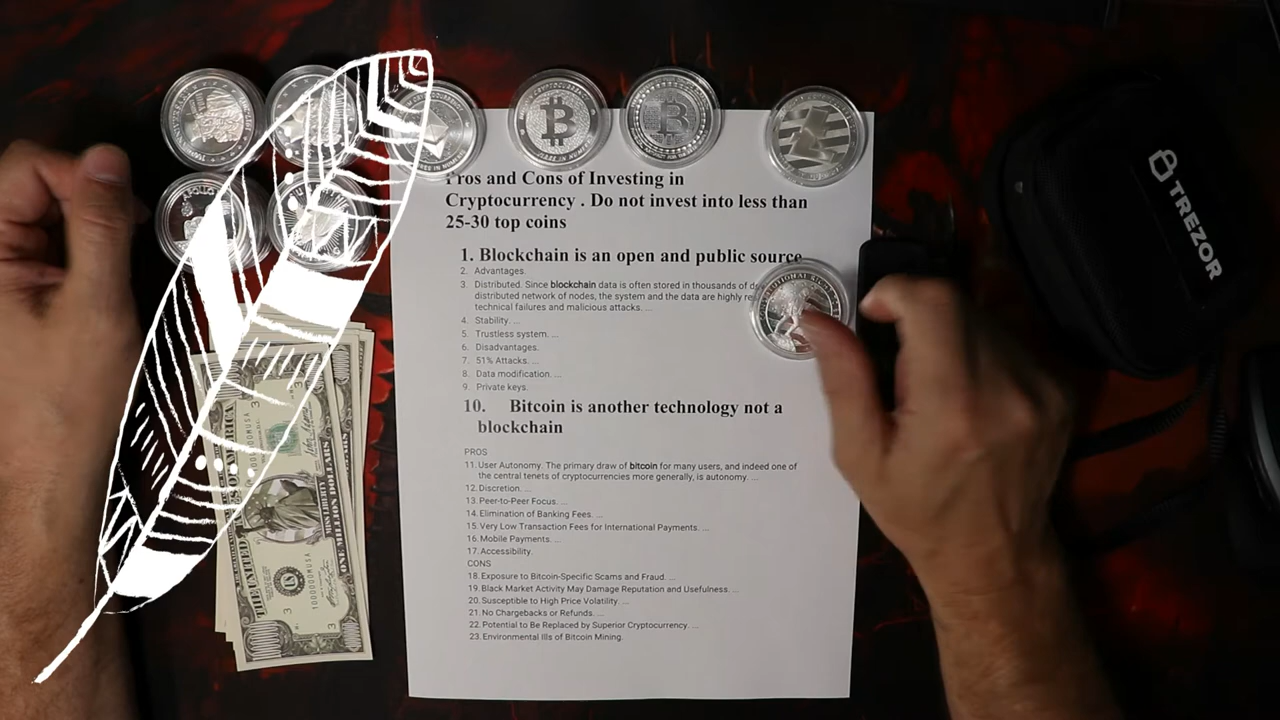 Pros and Cons of Investing in
Cryptocurrency . Do not invest into less than
25-30 top coins
1. Blockchain is an open and public source
2. Advantages.
3. Distributed. Since blockchain data is often stored in thousands of
distributed network of nodes, the system and the data are highly
technical failures and malicious attacks. ...
4. Stability. ...
5. Trustless system. ...
6. Disadvantages.
7. 51% Attacks. ...
8. Data modification. ...
9. Private keys.
10. Bitcoin is another technology not a
blockchain
PROS
11. User Autonomy. The primary draw of bitcoin for many users, and indeed one of
the central tenets of cryptocurrencies more generally, is autonomy. ...
12. Discretion. ...
13. Peer-to-Peer Focus. ...
14. Elimination of Banking Fees. ...
15. Very Low Transaction Fees for International Payments. ...
16. Mobile Payments. ...
17. Accessibility.
CONS
18. Exposure to Bitcoin-Specific Scams and Fraud. ...
19. Black Market Activity May Damage Reputation and Usefulness. ...
20. Susceptible to High Price Volatility. ...
21. No Chargebacks or Refunds. ...
22. Potential to Be Replaced by Superior Cryptocurrency. ...
23. Environmental Ills of Bitcoin Mining.
TREZOR
ONE MILLION DOLLARS
MISS LIBERTY